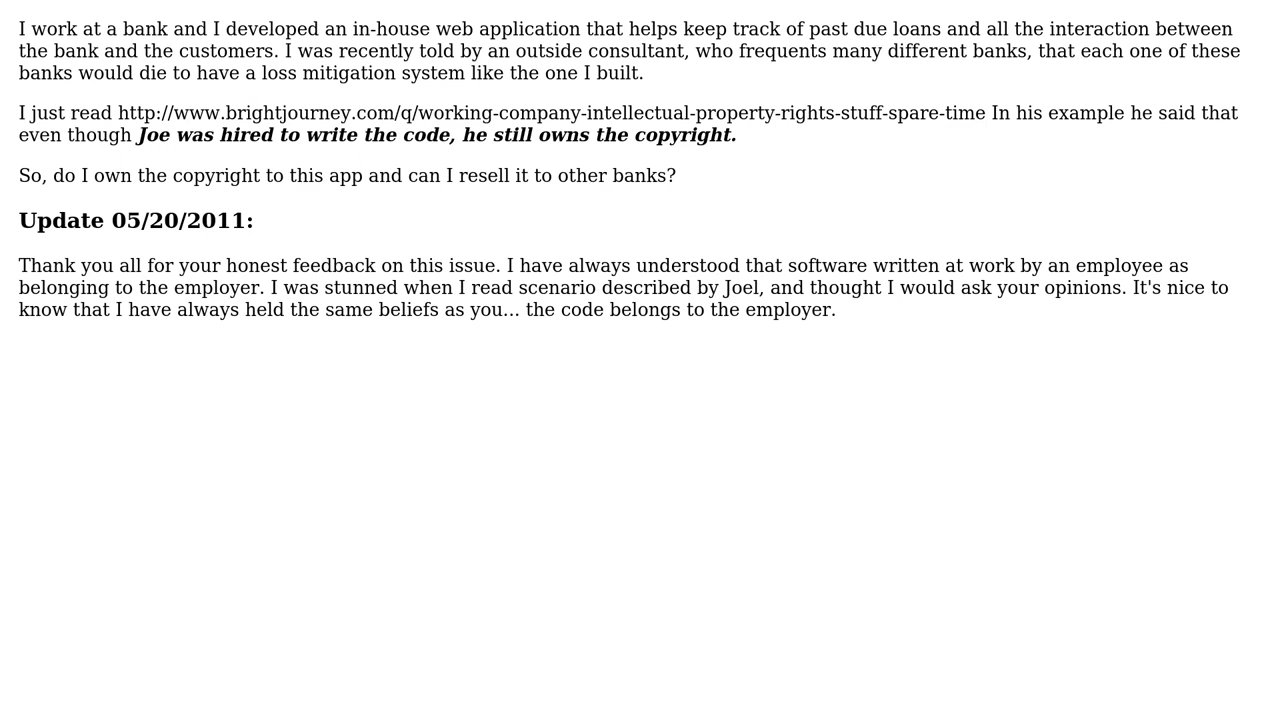 I work at a bank and I developed an in-house web application that helps keep track of past due loans and all the interaction between
the bank and the customers. I was recently told by an outside consultant, who frequents many different banks, that each one of these
banks would die to have a loss mitigation system like the one I built.
I just read http://www.brightjourney.com/q/working-company-intellectual-property-rights-stuff-spare-time In his example he said that
even though Joe was hired to write the code, he still owns the copyright.
So, do I own the copyright to this app and can I resell it to other banks?
Update 05/20/2011:
Thank you all for your honest feedback on this issue. I have always understood that software written at work by an employee as
belonging to the employer. I was stunned when I read scenario described by Joel, and thought I would ask your opinions. It's nice to
know that I have always held the same beliefs as you... the code belongs to the employer.